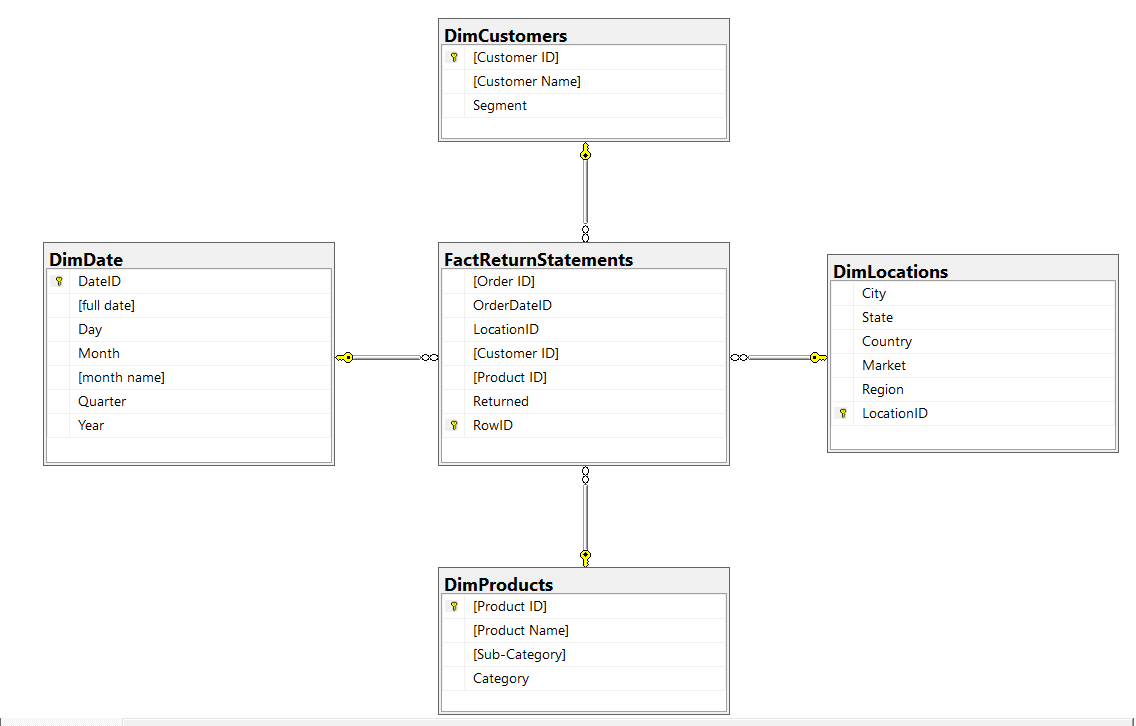 DimCustomers
[Customer ID]
[Customer Name]
Segment
DimDate
DateID
[full date]
Day
Month
[month name]
Quarter
Year
FactReturnStatements
[Order ID]
OrderDateID
LocationID
[Customer ID]
[Product ID]
Returned
RowID
DimLocations
City
State
Country
Market
Region
LocationID
DimProducts
[Product ID]
[Product Name]
[Sub-Category]
Category